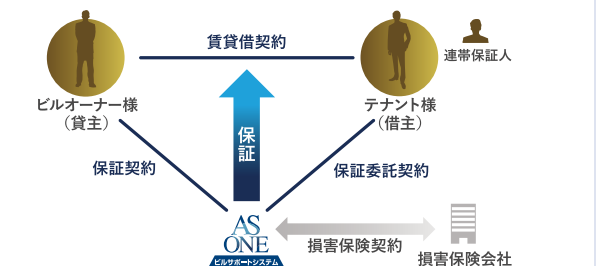 賃貸借契約
連帯保証人
ビルオーナー様
（貸主）
テナント様
（借主）
保証
保証契約
保証委託契約
AS
ONE
ビルサポートシステム
損害保険契約
損害保険会社